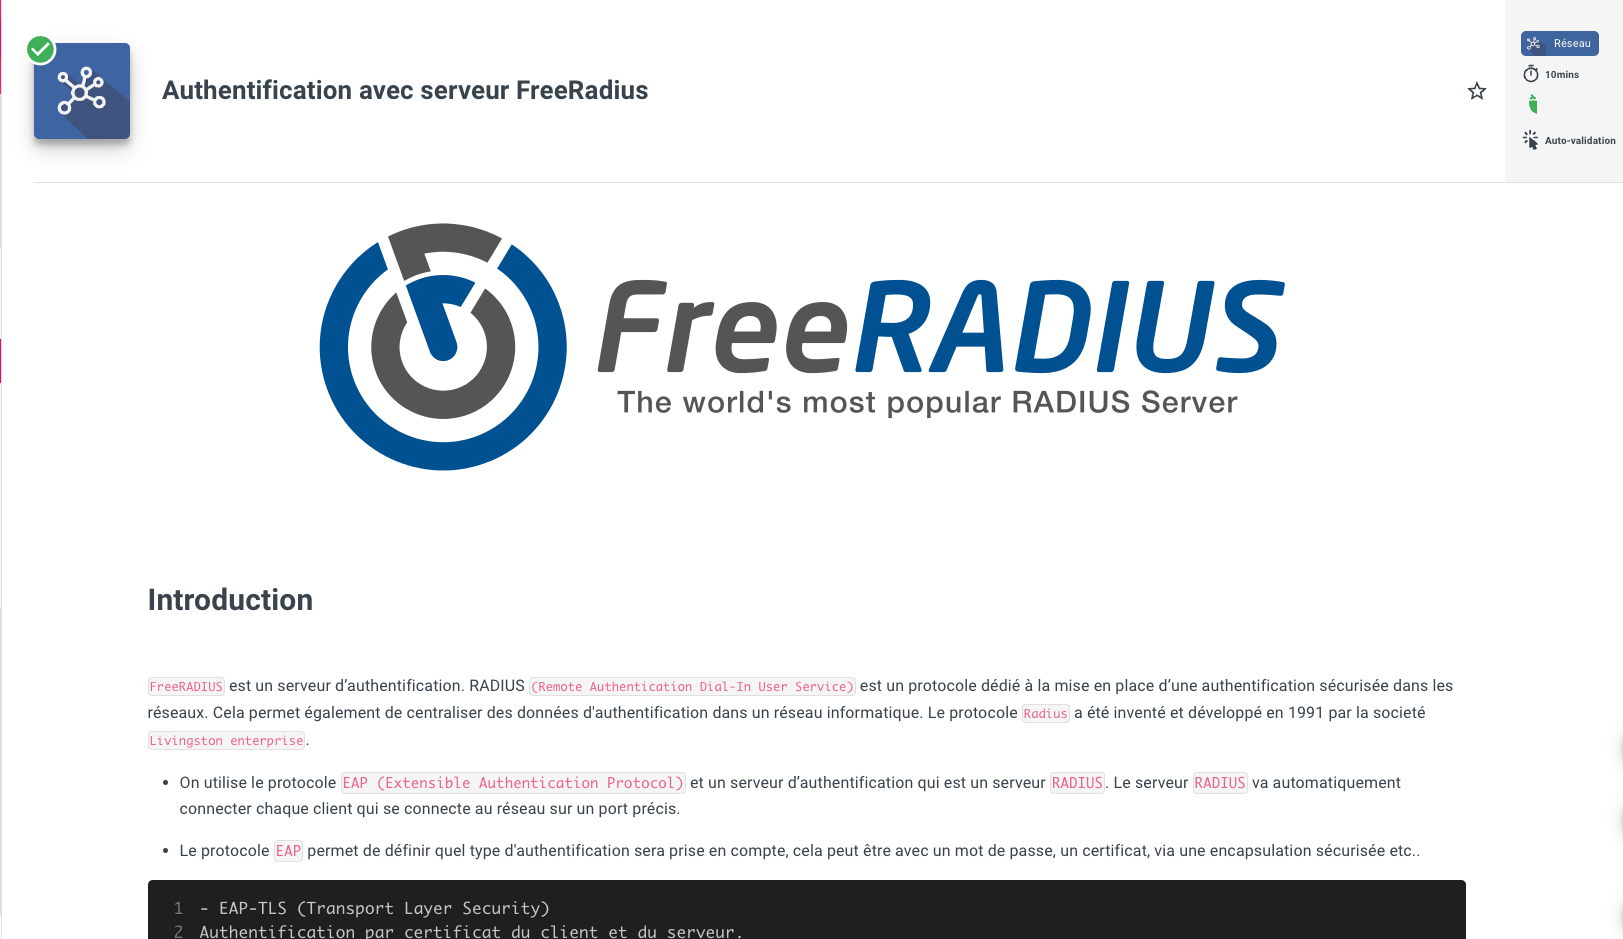 Authentification avec serveur FreeRadius
Réseau
10mins
Auto-validation
FreeRADIUS
The world's most popular RADIUS Server
Introduction
FreeRADIUS est un serveur d’authentification. RADIUS (Remote Authentication Dial-In User Service) est un protocole dédié à la mise en place d’une authentification sécurisée dans les
réseaux. Cela permet également de centraliser des données d'authentification dans un réseau informatique. Le protocole Radius a été inventé et développé en 1991 par la societé
Livingston enterprise.
• On utilise le protocole EAP (Extensible Authentication Protocol) et un serveur d’authentification qui est un serveur RADIUS. Le serveur RADIUS va automatiquement
connecter chaque client qui se connecte au réseau sur un port précis.
• Le protocole EAP permet de définir quel type d'authentification sera prise en compte, cela peut être avec un mot de passe, un certificat, via une encapsulation sécurisée etc..
1 - EAP-TLS (Transport Layer Security)
2 Authentification par certificat du client et du serveur.